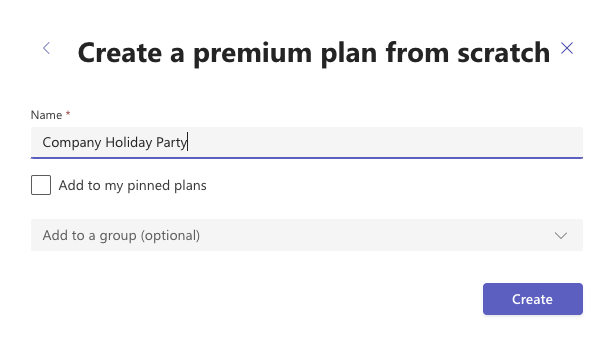 Create a premium plan from scratch
Name *
Company Holiday Party
Add to my pinned plans
Add to a group (optional)
Create